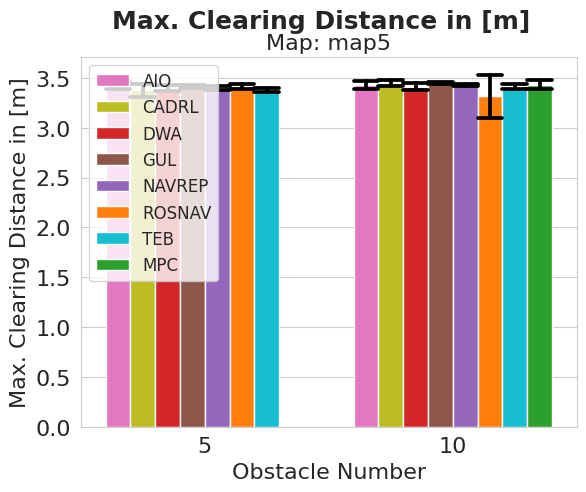 Max. Clearing Distance in [m]
Map: map5
Max. Clearing Distance in [m]
3.5
3.0
2.5
2.0
1.5
1.0
0.5
0.0
AIO
CADRL
DWA
GUL
NAVREP
ROSNAV
TEB
MPC
5
10
Obstacle Number